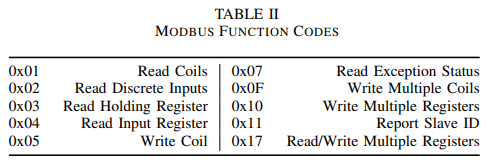 TABLE II
MODBUS FUNCTION CODES
0x01 Read Coils 0x07 Read Exception Status
0x02 Read Discrete Inputs 0x0F Write Multiple Coils
0x03 Read Holding Register 0x10 Write Multiple Registers
0x04 Read Input Register 0x11 Report Slave ID
0x05 Write Coil 0x17 Read/Write Multiple Registers